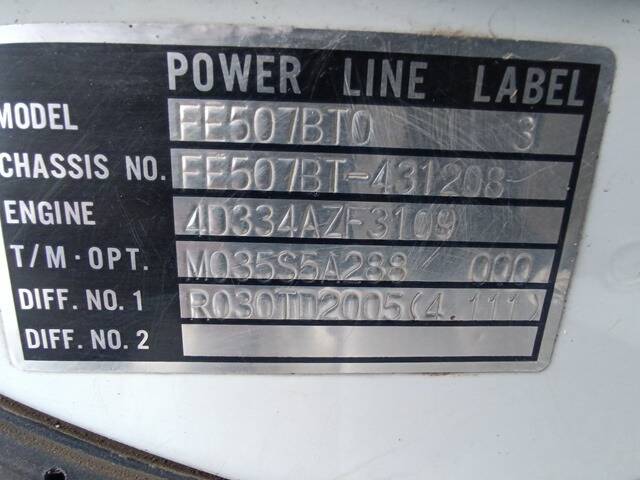 POWER LINE LABEL
MODEL FE507BT0 3
CHASSIS NO. FE507BT-431208
ENGINE 4D334AZF3109
T/M·OPT. M035S5A288 000
DIFF. NO. 1 R030TD2005(4.111)
DIFF. NO. 2